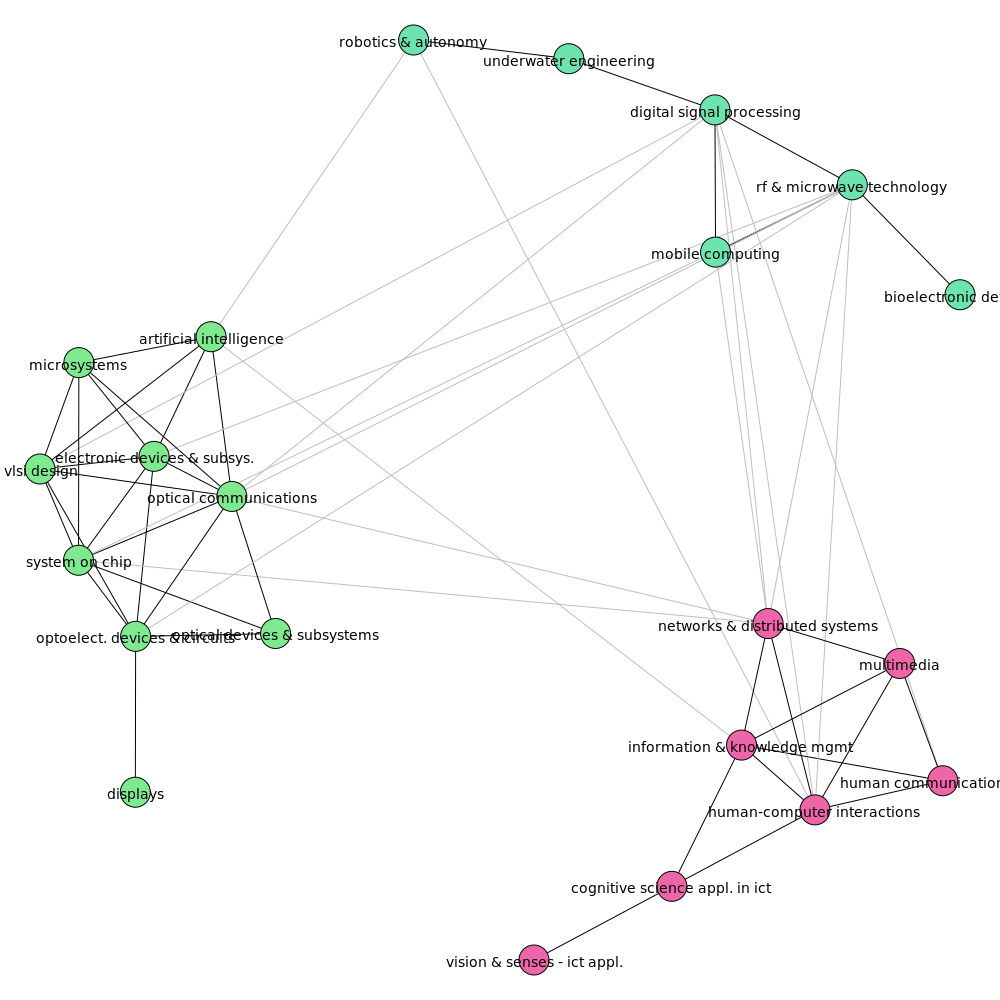 robotics & autonomy
underwater engineering
digital signal processing
rf & microwave technology
mobile computing
bioelectronic de
artificial intelligence
microsystems
electronic devices & subsys.
vlsi design
optical communications
system on chip
optoelect. devices & circuits
optical devices & subsystems
networks & distributed systems
multimedia
information & knowledge mgmt
human communication
human-computer interactions
displays
cognitive science appl. in ict
vision & senses - ict appl.